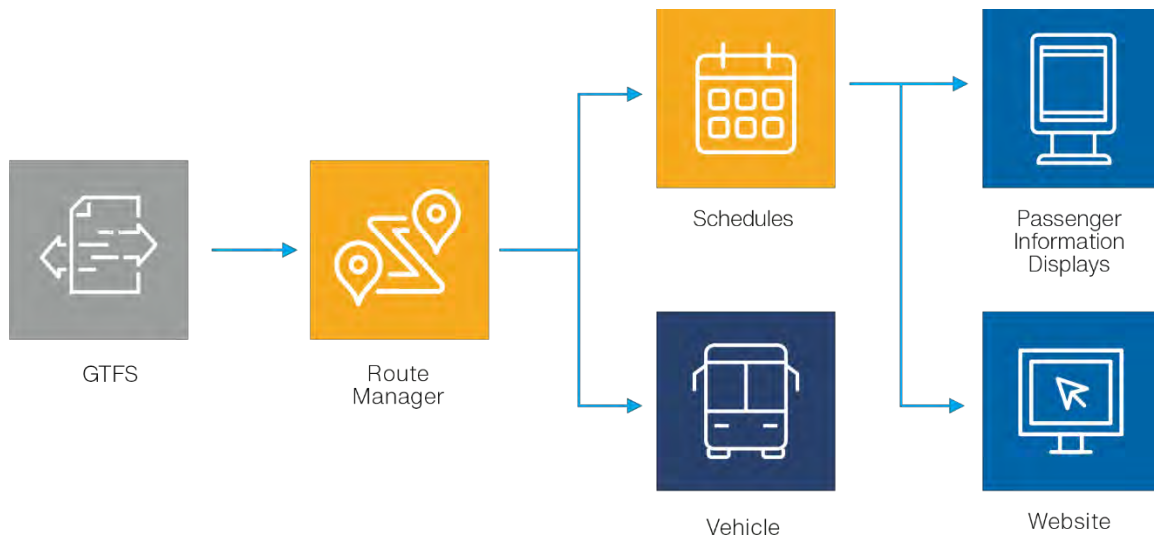 GTFS
Route
Manager
Schedules
Vehicle
Passenger
Information
Displays
Website